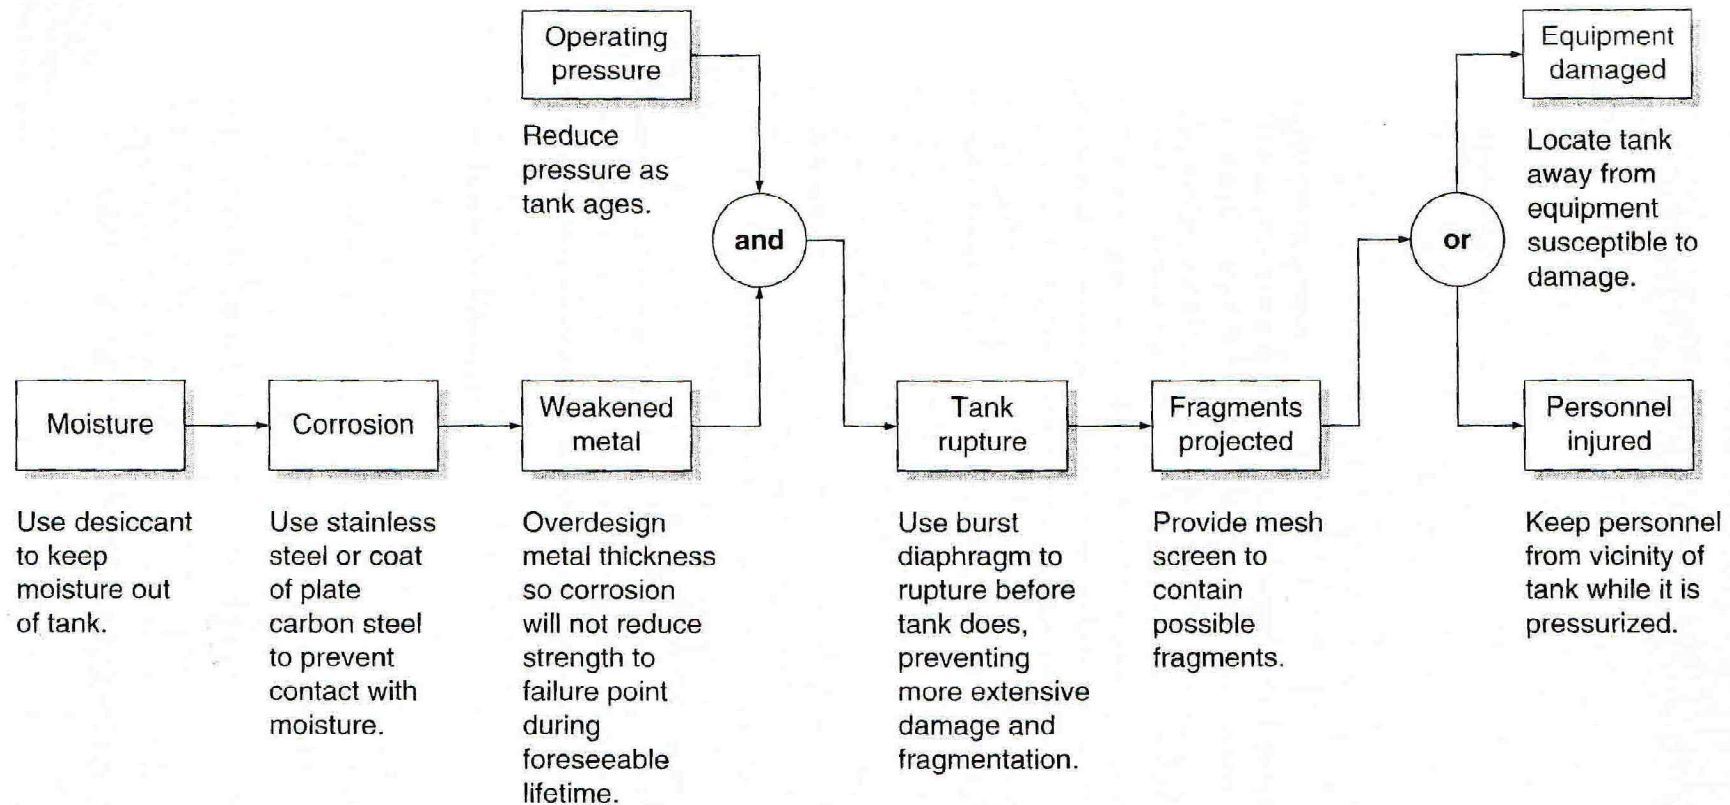 Operating
pressure
Reduce
pressure as
tank ages.
and
Equipment
damaged
Locate tank
away from
equipment
susceptible to
damage.
or
Moisture
Use desiccant
to keep
moisture out
of tank.
Corrosion
Use stainless
steel or coat
of plate
carbon steel
to prevent
contact with
moisture.
Weakened
metal
Overdesign
metal thickness
so corrosion
will not reduce
strength to
failure point
during
foreseeable
lifetime.
Tank
rupture
Use burst
diaphragm to
rupture before
tank does,
preventing
more extensive
damage and
fragmentation.
Fragments
projected
Provide mesh
screen to
contain
possible
fragments.
Personnel
injured
Keep personnel
from vicinity of
tank while it is
pressurized.